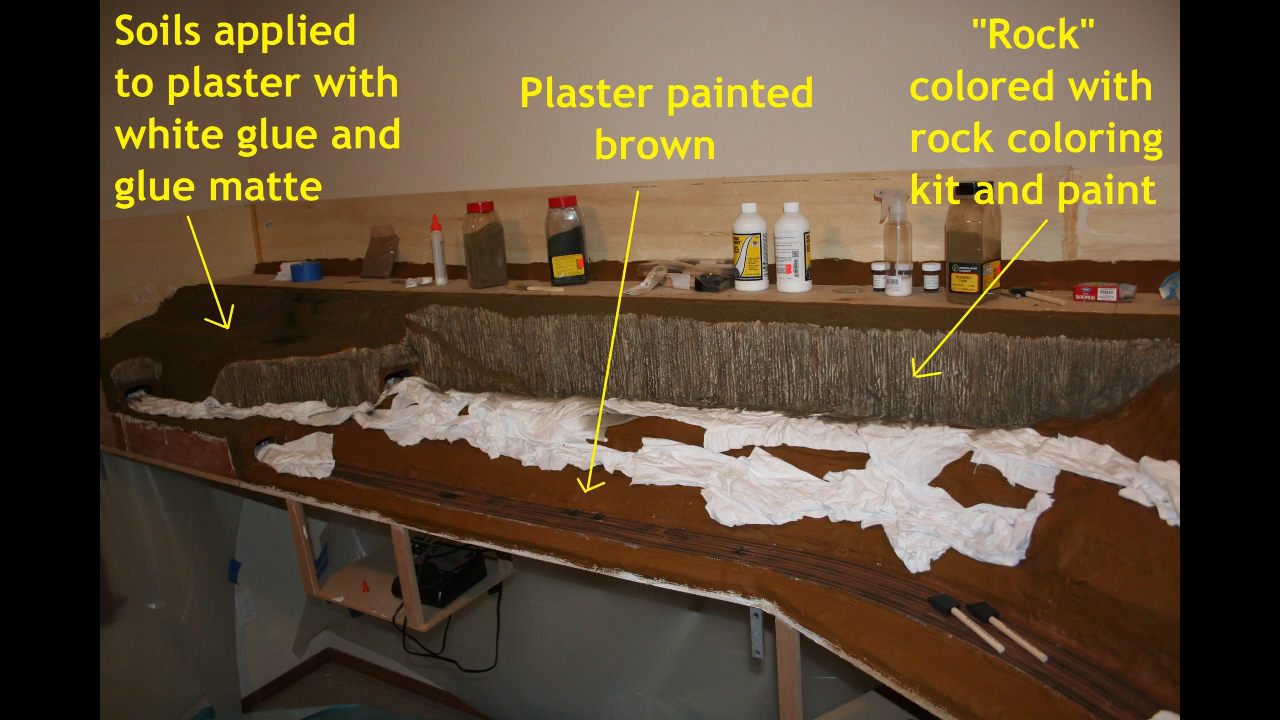 Soils applied
to plaster with
white glue and
glue matte
Plaster painted
brown
"Rock"
colored with
rock coloring
kit and paint